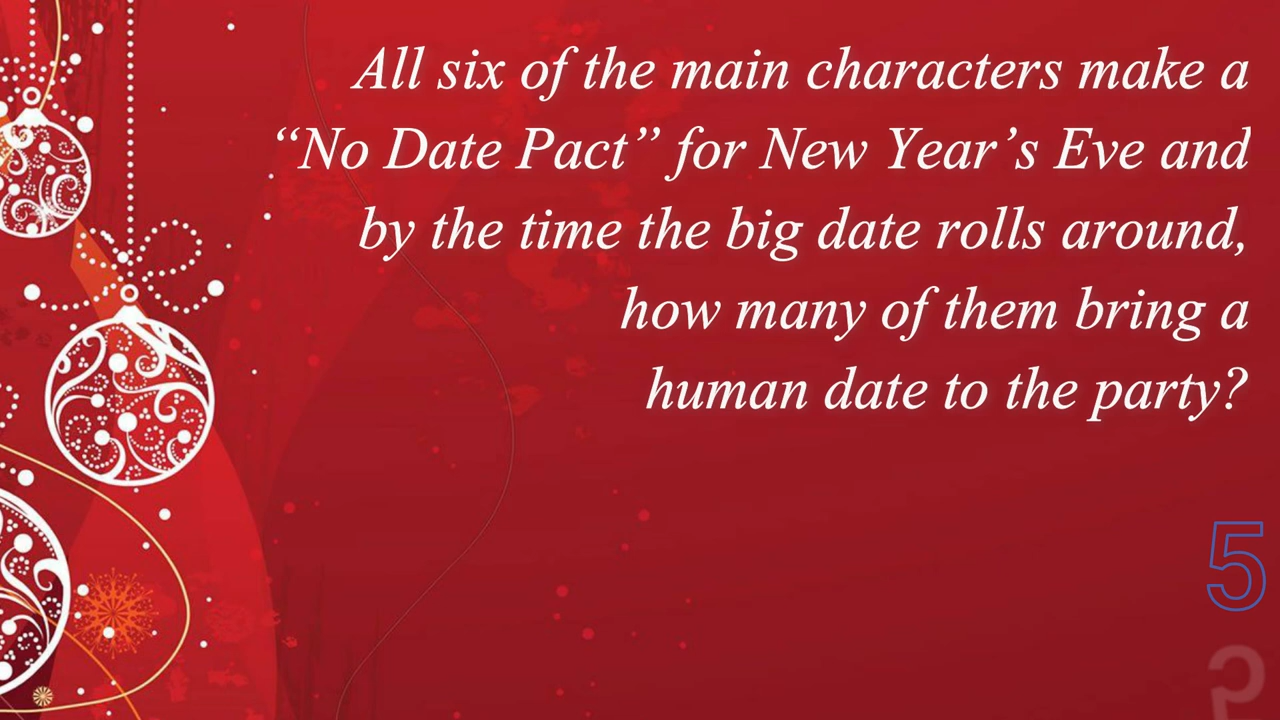 All six of the main characters make a
“No Date Pact” for New Year’s Eve and
by the time the big date rolls around,
how many of them bring a
human date to the party?
5